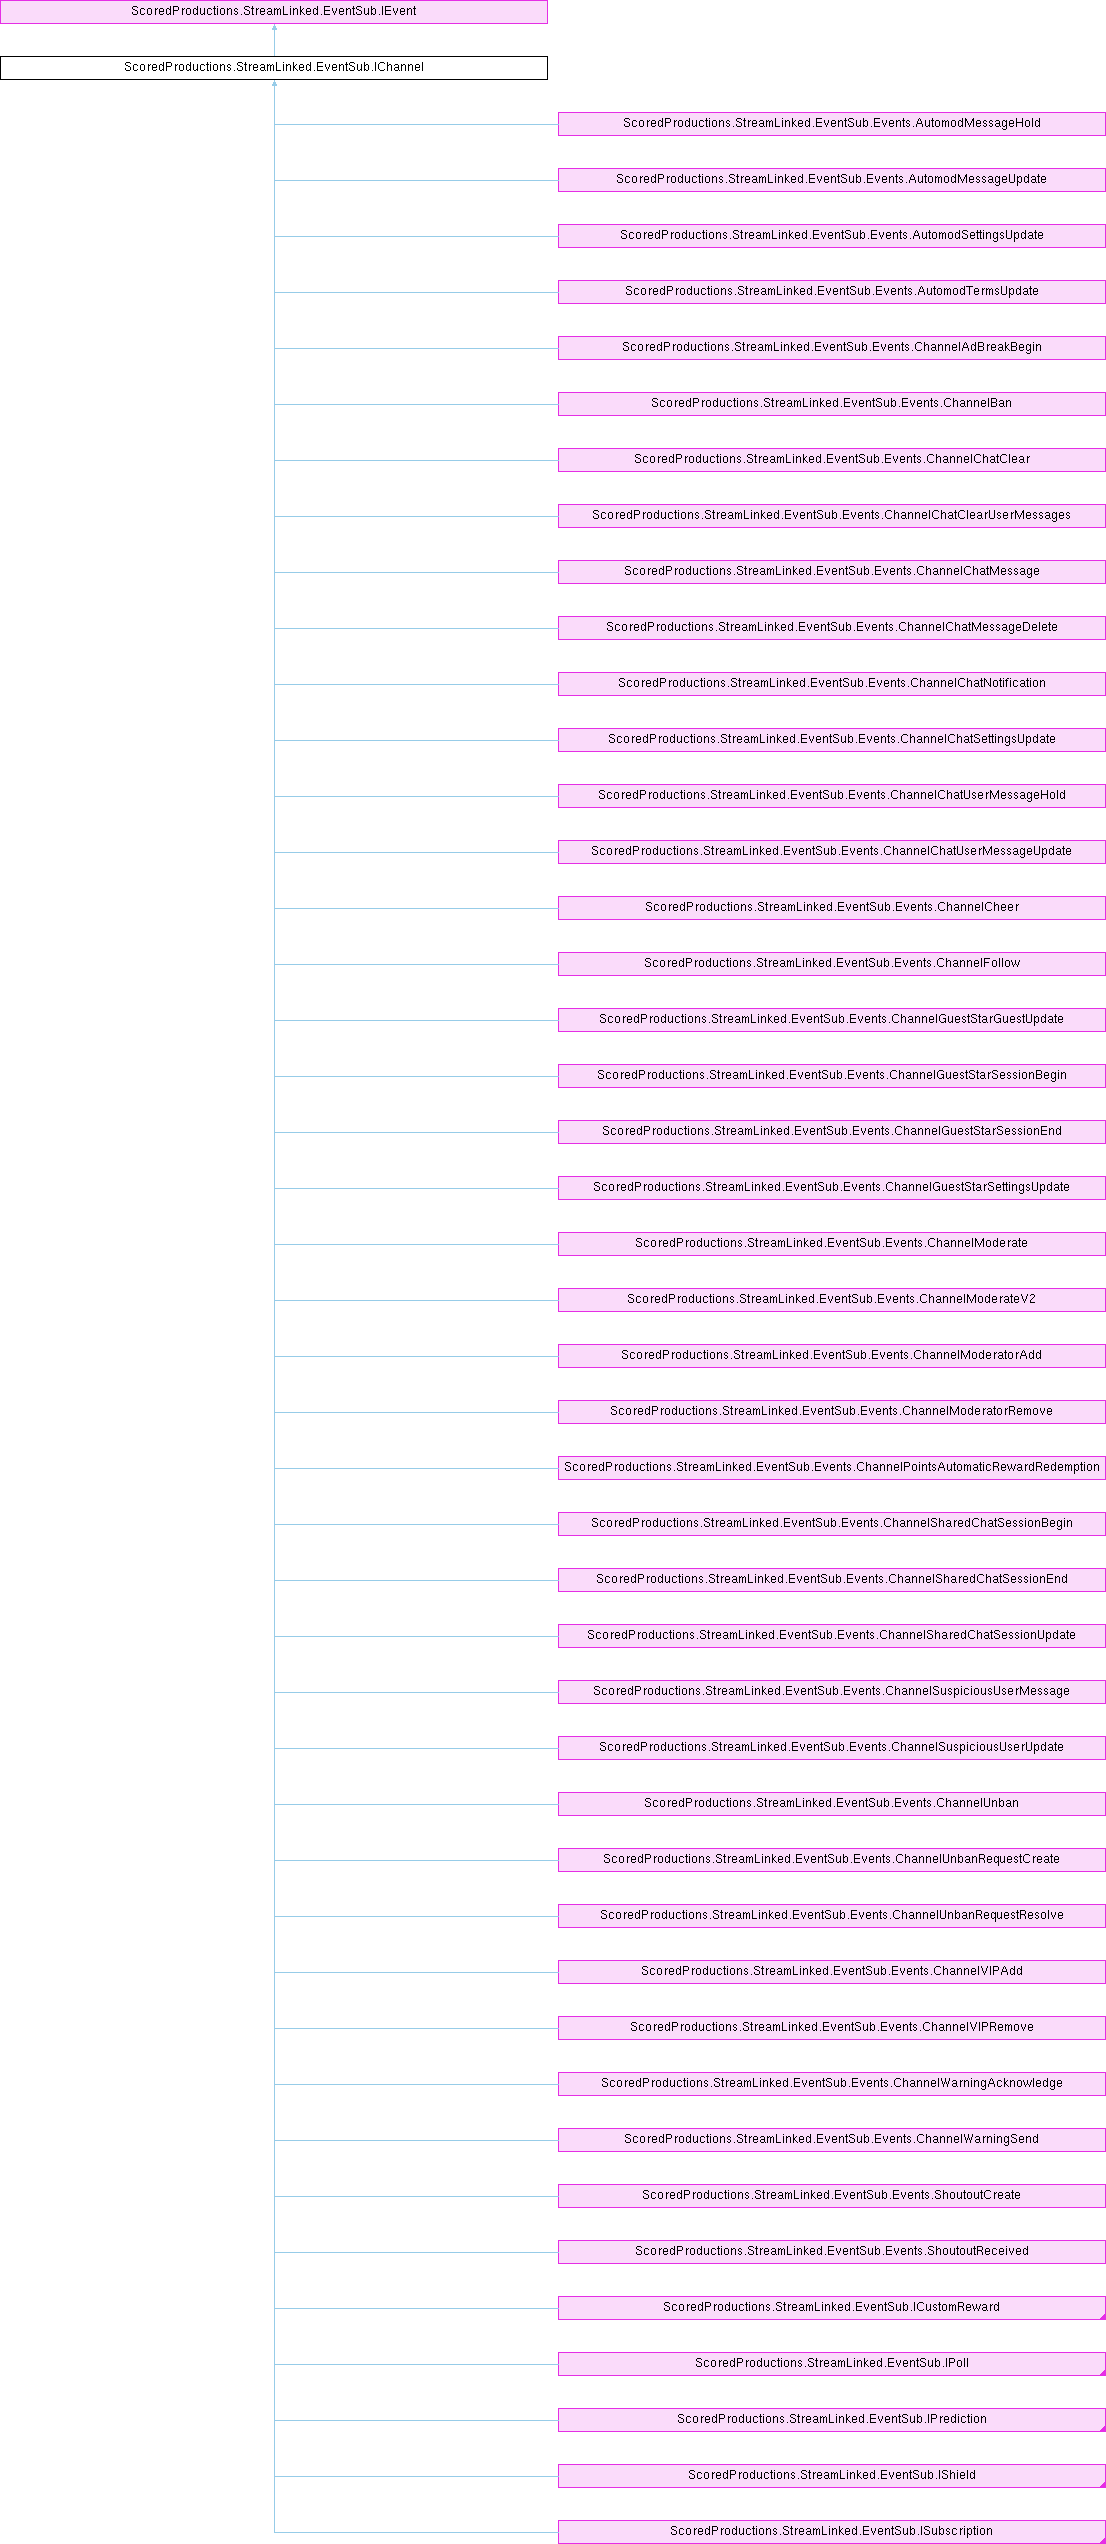 ScoredProductions.StreamLinked.EventSub.IEvent
ScoredProductions.StreamLinked.EventSub.IChannel
ScoredProductions.StreamLinked.EventSub.Events.AutomodMessageHold
ScoredProductions.StreamLinked.EventSub.Events.AutomodMessageUpdate
ScoredProductions.StreamLinked.EventSub.Events.AutomodSettingsUpdate
ScoredProductions.StreamLinked.EventSub.Events.AutomodTermsUpdate
ScoredProductions.StreamLinked.EventSub.Events.ChannelAdBreakBegin
ScoredProductions.StreamLinked.EventSub.Events.ChannelBan
ScoredProductions.StreamLinked.EventSub.Events.ChannelChatClear
ScoredProductions.StreamLinked.EventSub.Events.ChannelChatClearUserMessages
ScoredProductions.StreamLinked.EventSub.Events.ChannelChatMessage
ScoredProductions.StreamLinked.EventSub.Events.ChannelChatMessageDelete
ScoredProductions.StreamLinked.EventSub.Events.ChannelChatNotification
ScoredProductions.StreamLinked.EventSub.Events.ChannelChatSettingsUpdate
ScoredProductions.StreamLinked.EventSub.Events.ChannelChatUserMessageHold
ScoredProductions.StreamLinked.EventSub.Events.ChannelChatUserMessageUpdate
ScoredProductions.StreamLinked.EventSub.Events.ChannelCheer
ScoredProductions.StreamLinked.EventSub.Events.ChannelFollow
ScoredProductions.StreamLinked.EventSub.Events.ChannelGuestStarGuestUpdate
ScoredProductions.StreamLinked.EventSub.Events.ChannelGuestStarSessionBegin
ScoredProductions.StreamLinked.EventSub.Events.ChannelGuestStarSessionEnd
ScoredProductions.StreamLinked.EventSub.Events.ChannelGuestStarSettingsUpdate
ScoredProductions.StreamLinked.EventSub.Events.ChannelModerate
ScoredProductions.StreamLinked.EventSub.Events.ChannelModerateV2
ScoredProductions.StreamLinked.EventSub.Events.ChannelModeratorAdd
ScoredProductions.StreamLinked.EventSub.Events.ChannelModeratorRemove
ScoredProductions.StreamLinked.EventSub.Events.ChannelPointsAutomaticRewardRedemption
ScoredProductions.StreamLinked.EventSub.Events.ChannelSharedChatSessionBegin
ScoredProductions.StreamLinked.EventSub.Events.ChannelSharedChatSessionEnd
ScoredProductions.StreamLinked.EventSub.Events.ChannelSharedChatSessionUpdate
ScoredProductions.StreamLinked.EventSub.Events.ChannelSuspiciousUserMessage
ScoredProductions.StreamLinked.EventSub.Events.ChannelSuspiciousUserUpdate
ScoredProductions.StreamLinked.EventSub.Events.ChannelUnban
ScoredProductions.StreamLinked.EventSub.Events.ChannelUnbanRequestCreate
ScoredProductions.StreamLinked.EventSub.Events.ChannelUnbanRequestResolve
ScoredProductions.StreamLinked.EventSub.Events.ChannelVIPAdd
ScoredProductions.StreamLinked.EventSub.Events.ChannelVIPRemove
ScoredProductions.StreamLinked.EventSub.Events.ChannelWarningAcknowledge
ScoredProductions.StreamLinked.EventSub.Events.ChannelWarningSend
ScoredProductions.StreamLinked.EventSub.Events.ShoutoutCreate
ScoredProductions.StreamLinked.EventSub.Events.ShoutoutReceived
ScoredProductions.StreamLinked.EventSub.ICustomReward
ScoredProductions.StreamLinked.EventSub.IPoll
ScoredProductions.StreamLinked.EventSub.IPrediction
ScoredProductions.StreamLinked.EventSub.IShield
ScoredProductions.StreamLinked.EventSub.ISubscription